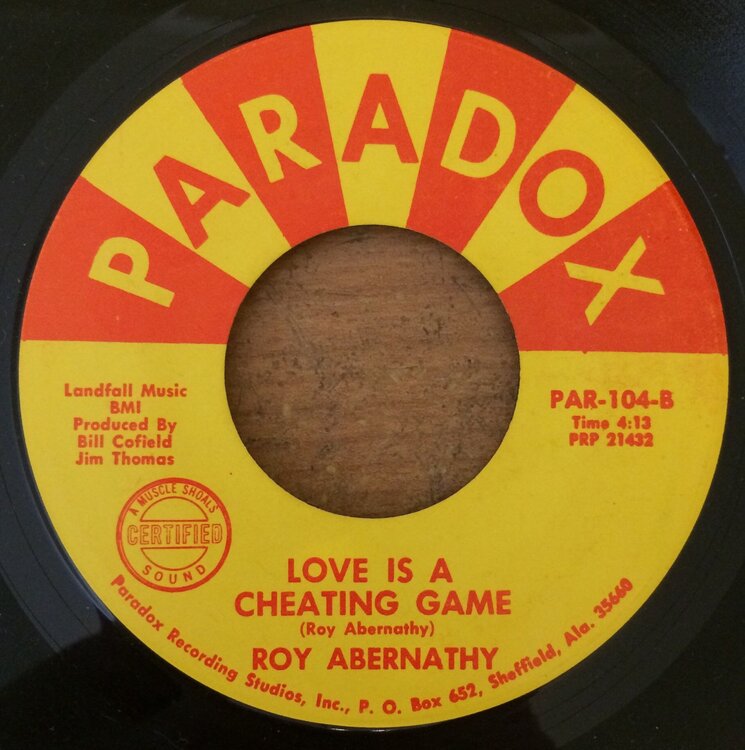 PARADOX
Landfall Music
BMI
Produced By
Bill Cofield
Jim Thomas
PAR-104-B
Time 4:13
PRP 21432
A MUSCLE SHOALS
CERTIFIED
SOUND
LOVE IS A
CHEATING GAME
(Roy Abernathy)
ROY ABERNATHY
Paradox Recording Studios, Inc., P. O. Box 652, Sheffield, Ala. 35660